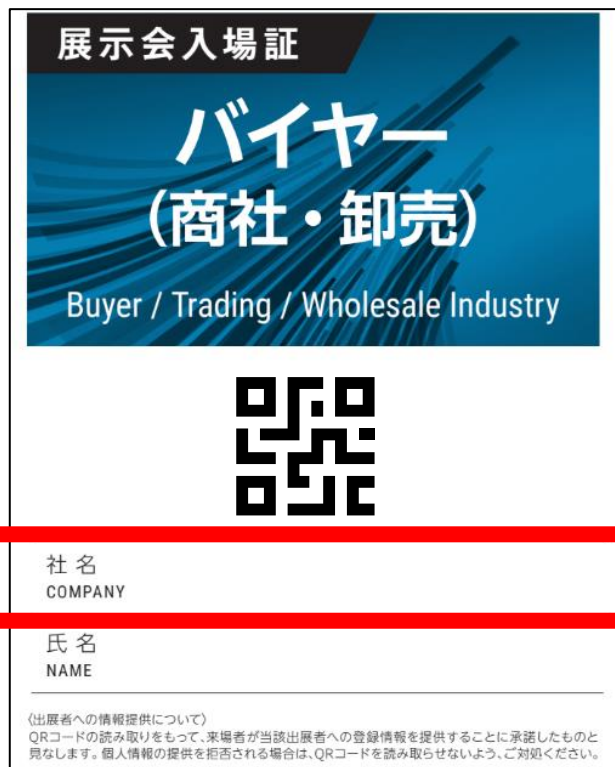 展示会入場証
バイヤー
（商社・卸売）
Buyer / Trading / Wholesale Industry
社名
COMPANY
氏名
NAME
〈出展者への情報提供について〉
QRコードの読み取りをもって、来場者が当該出展者への登録情報を提供することに承諾したものと
見なします。個人情報の提供を拒否される場合は、QRコードを読み取らせないよう、ご対処ください。